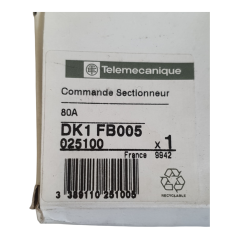 Telemecanique
Commande Sectionneur
80A
DK1 FB005
025100 x 1
France 9942
3 389110 251005
RECYCLABLE